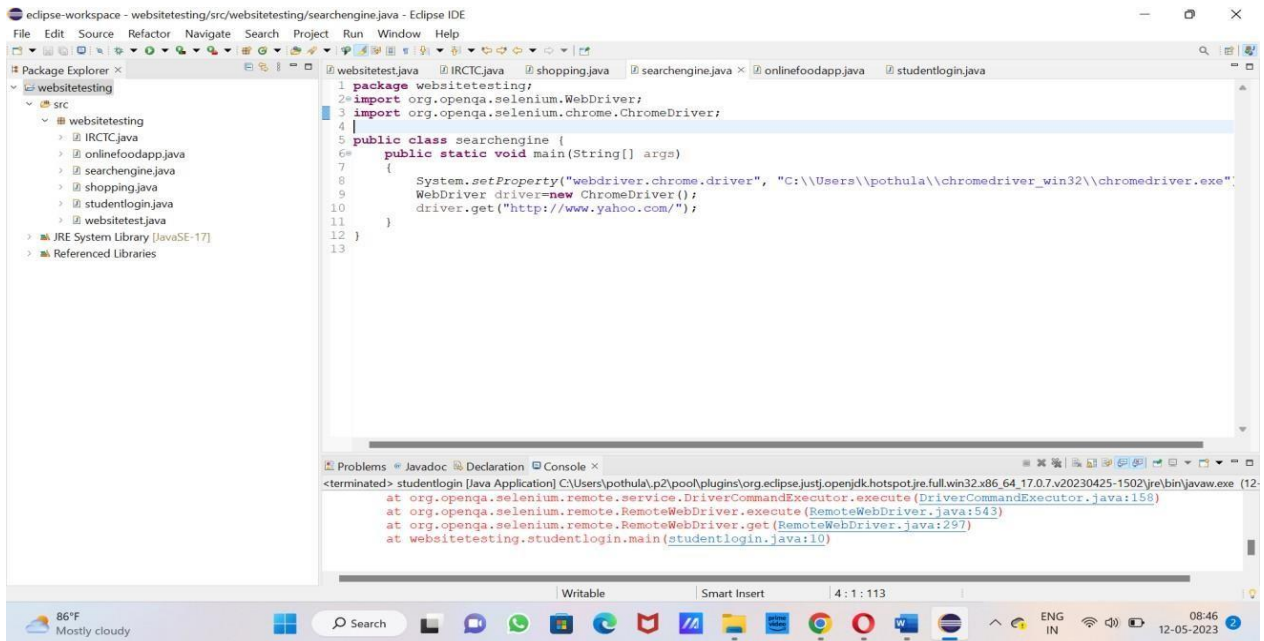 eclipse-workspace - websitetesting/src/websitetesting/searchengine.java - Eclipse IDE
File Edit Source Refactor Navigate Search Project Run Window Help
Package Explorer
websitetesting
src
websitetesting
IRCTC.java
onlinefoodapp.java
searchengine.java
shopping.java
studentlogin.java
websitetest.java
JRE System Library [JavaSE-17]
Referenced Libraries
websitetest.java IRCTC.java shopping.java searchengine.java onlinefoodapp.java studentlogin.java
1 package websitetesting;
2 import org.openqa.selenium.WebDriver;
3 import org.openqa.selenium.chrome.ChromeDriver;
4
5 public class searchengine {
6 public static void main(String[] args)
7 {
8 System.setProperty("webdriver.chrome.driver", "C:\\Users\\pothula\\chromedriver_win32\\chromedriver.exe")
9 WebDriver driver=new ChromeDriver();
10 driver.get("http://www.yahoo.com/");
11 }
12 }
13
Problems Javadoc Declaration Console
<terminated> studentlogin [Java Application] C:\Users\pothula\.p2\pool\plugins\org.eclipse.justj.openjdk.hotspot.jre.full.win32.x86_64_17.0.7.v20230425-1502\jre\bin\javaw.exe (12-
at org.openqa.selenium.remote.service.DriverCommandExecutor.execute(DriverCommandExecutor.java:158)
at org.openqa.selenium.remote.RemoteWebDriver.execute(RemoteWebDriver.java:543)
at org.openqa.selenium.remote.RemoteWebDriver.get(RemoteWebDriver.java:297)
at websitetesting.studentlogin.main(studentlogin.java:10)
Writable Smart Insert 4 : 1 : 113
86°F
Mostly cloudy
Search
prime video
ENG
IN
08:46
12-05-2023
2